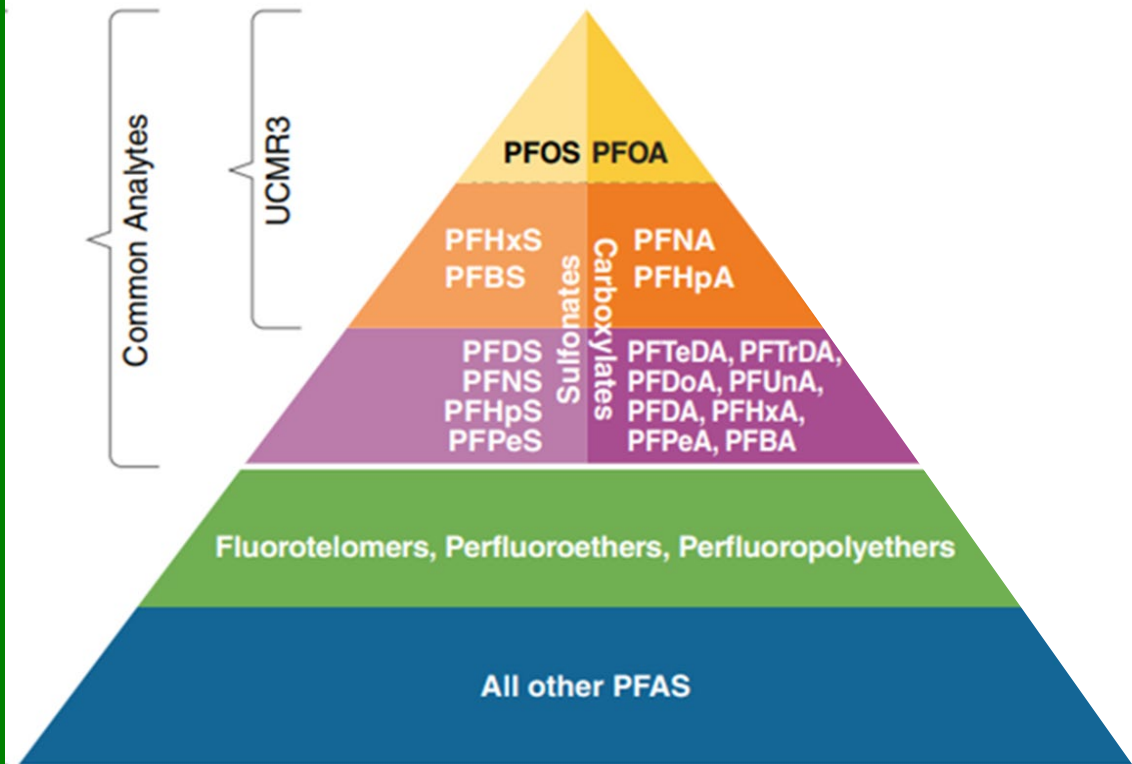 Common Analytes
UCMR3
PFOS PFOA
PFHxS
PFBS
Sulfonates
Carboxylates
PFNA
PFHpA
PFDS
PFNS
PFHpS
PFPeS
PFTeDA, PFTrDA,
PFDoA, PFUnA,
PFDA, PFHxA,
PFPeA, PFBA
Fluorotelomers, Perfluoroethers, Perfluoropolyethers
All other PFAS